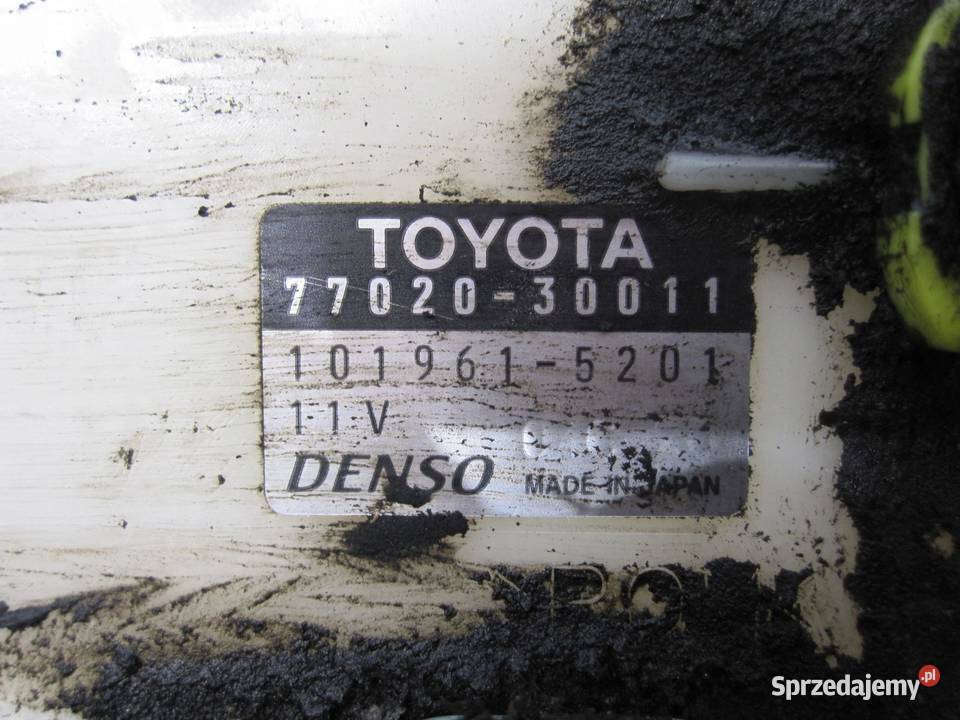 TOYOTA
77020-30011
101961-5201
11V
DENSO MADE IN JAPAN
Sprzedajemy.pl